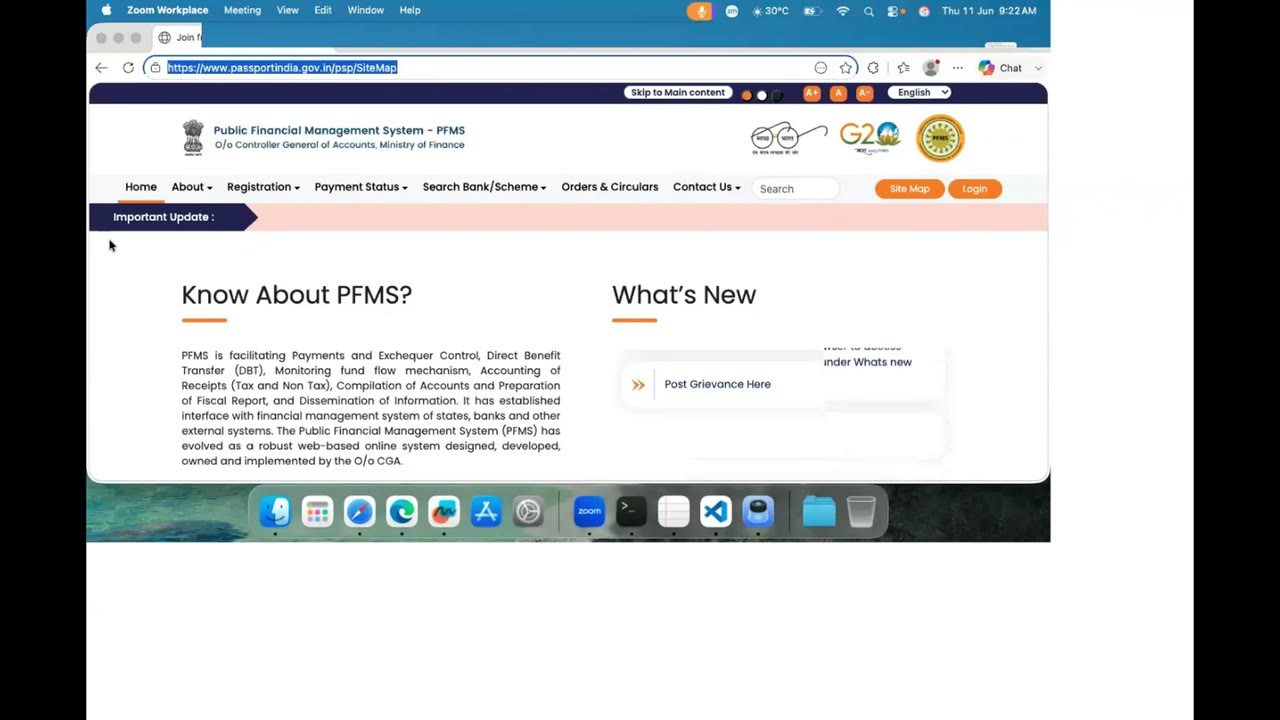 Zoom Workplace Meeting View Edit Window Help zm 30°C Thu 11 Jun 9:22 AM
Join f
https://www.passportindia.gov.in/psp/SiteMap Chat
Skip to Main content A+ A A- English
Public Financial Management System - PFMS
O/o Controller General of Accounts, Ministry of Finance
G20
PFMS
Home About Registration Payment Status Search Bank/Scheme Orders & Circulars Contact Us Search Site Map Login
Important Update :
Know About PFMS?
What's New
PFMS is facilitating Payments and Exchequer Control, Direct Benefit
Transfer (DBT), Monitoring fund flow mechanism, Accounting of
Receipts (Tax and Non Tax), Compilation of Accounts and Preparation
of Fiscal Report, and Dissemination of Information. It has established
interface with financial management system of states, banks and other
external systems. The Public Financial Management System (PFMS) has
evolved as a robust web-based online system designed, developed,
owned and implemented by the O/o CGA.
under Whats new
Post Grievance Here
zoom